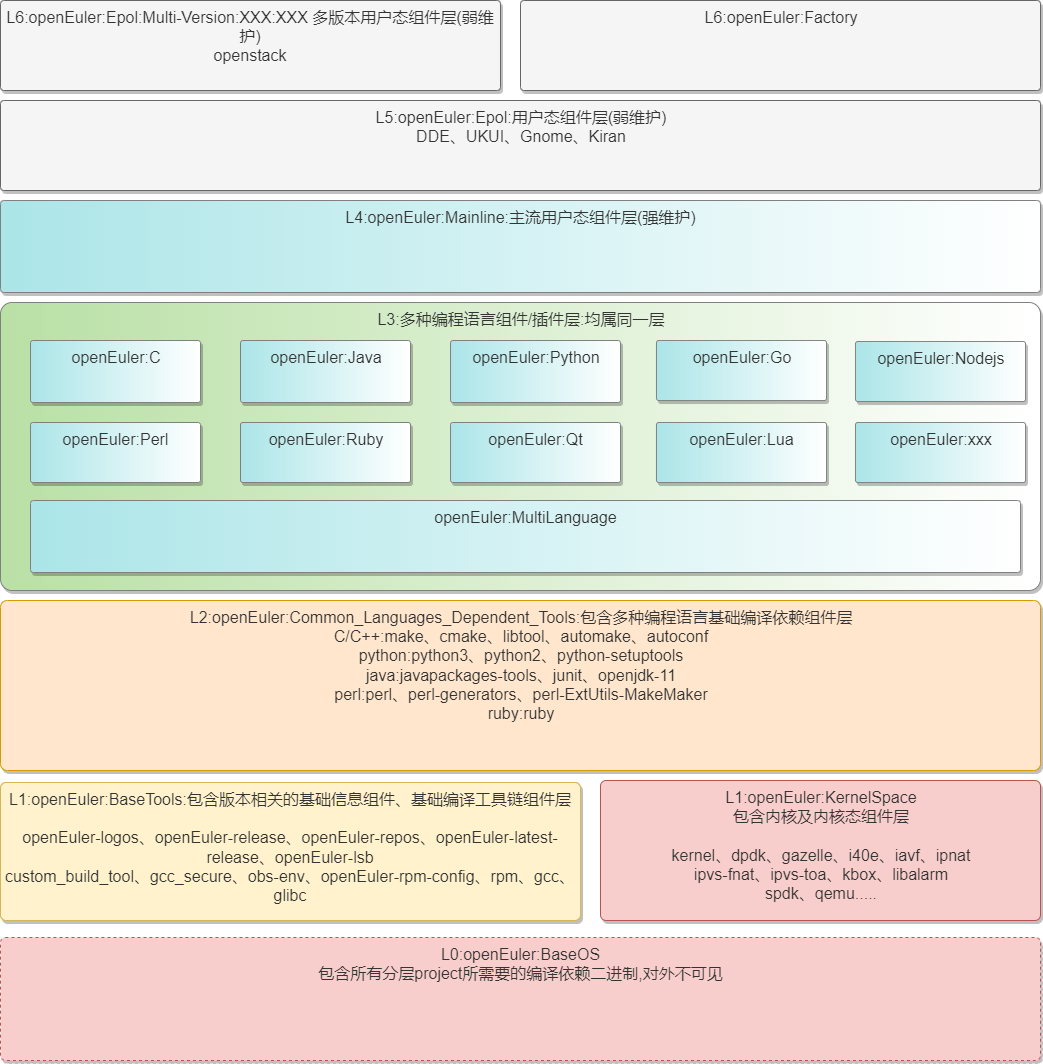 L6:openEuler:Epol:Multi-Version:XXX:XXX 多版本用户态组件层(弱维
护)
openstack
L6:openEuler:Factory
L5:openEuler:Epol:用户态组件层(弱维护)
DDE、UKUI、Gnome、Kiran
L4:openEuler:Mainline:主流用户态组件层(强维护)
L3:多种编程语言组件/插件层:均属同一层
openEuler:C
openEuler:Java
openEuler:Python
openEuler:Go
openEuler:Nodejs
openEuler:Perl
openEuler:Ruby
openEuler:Qt
openEuler:Lua
openEuler:xxx
openEuler:MultiLanguage
L2:openEuler:Common_Languages_Dependent_Tools:包含多种编程语言基础编译依赖组件层
C/C++:make、cmake、libtool、automake、autoconf
python:python3、python2、python-setuptools
java:javapackages-tools、junit、openjdk-11
perl:perl、perl-generators、perl-ExtUtils-MakeMaker
ruby:ruby
L1:openEuler:BaseTools:包含版本相关的基础信息组件、基础编译工具链组件层
openEuler-logos、openEuler-release、openEuler-repos、openEuler-latest-
release、openEuler-lsb
custom_build_tool、gcc_secure、obs-env、openEuler-rpm-config、rpm、gcc、
glibc
L1:openEuler:KernelSpace
包含内核及内核态组件层
kernel、dpdk、gazelle、i40e、iavf、ipnat
ipvs-fnat、ipvs-toa、kbox、libalarm
spdk、qemu.....
L0:openEuler:BaseOS
包含所有分层project所需要的编译依赖二进制,对外不可见